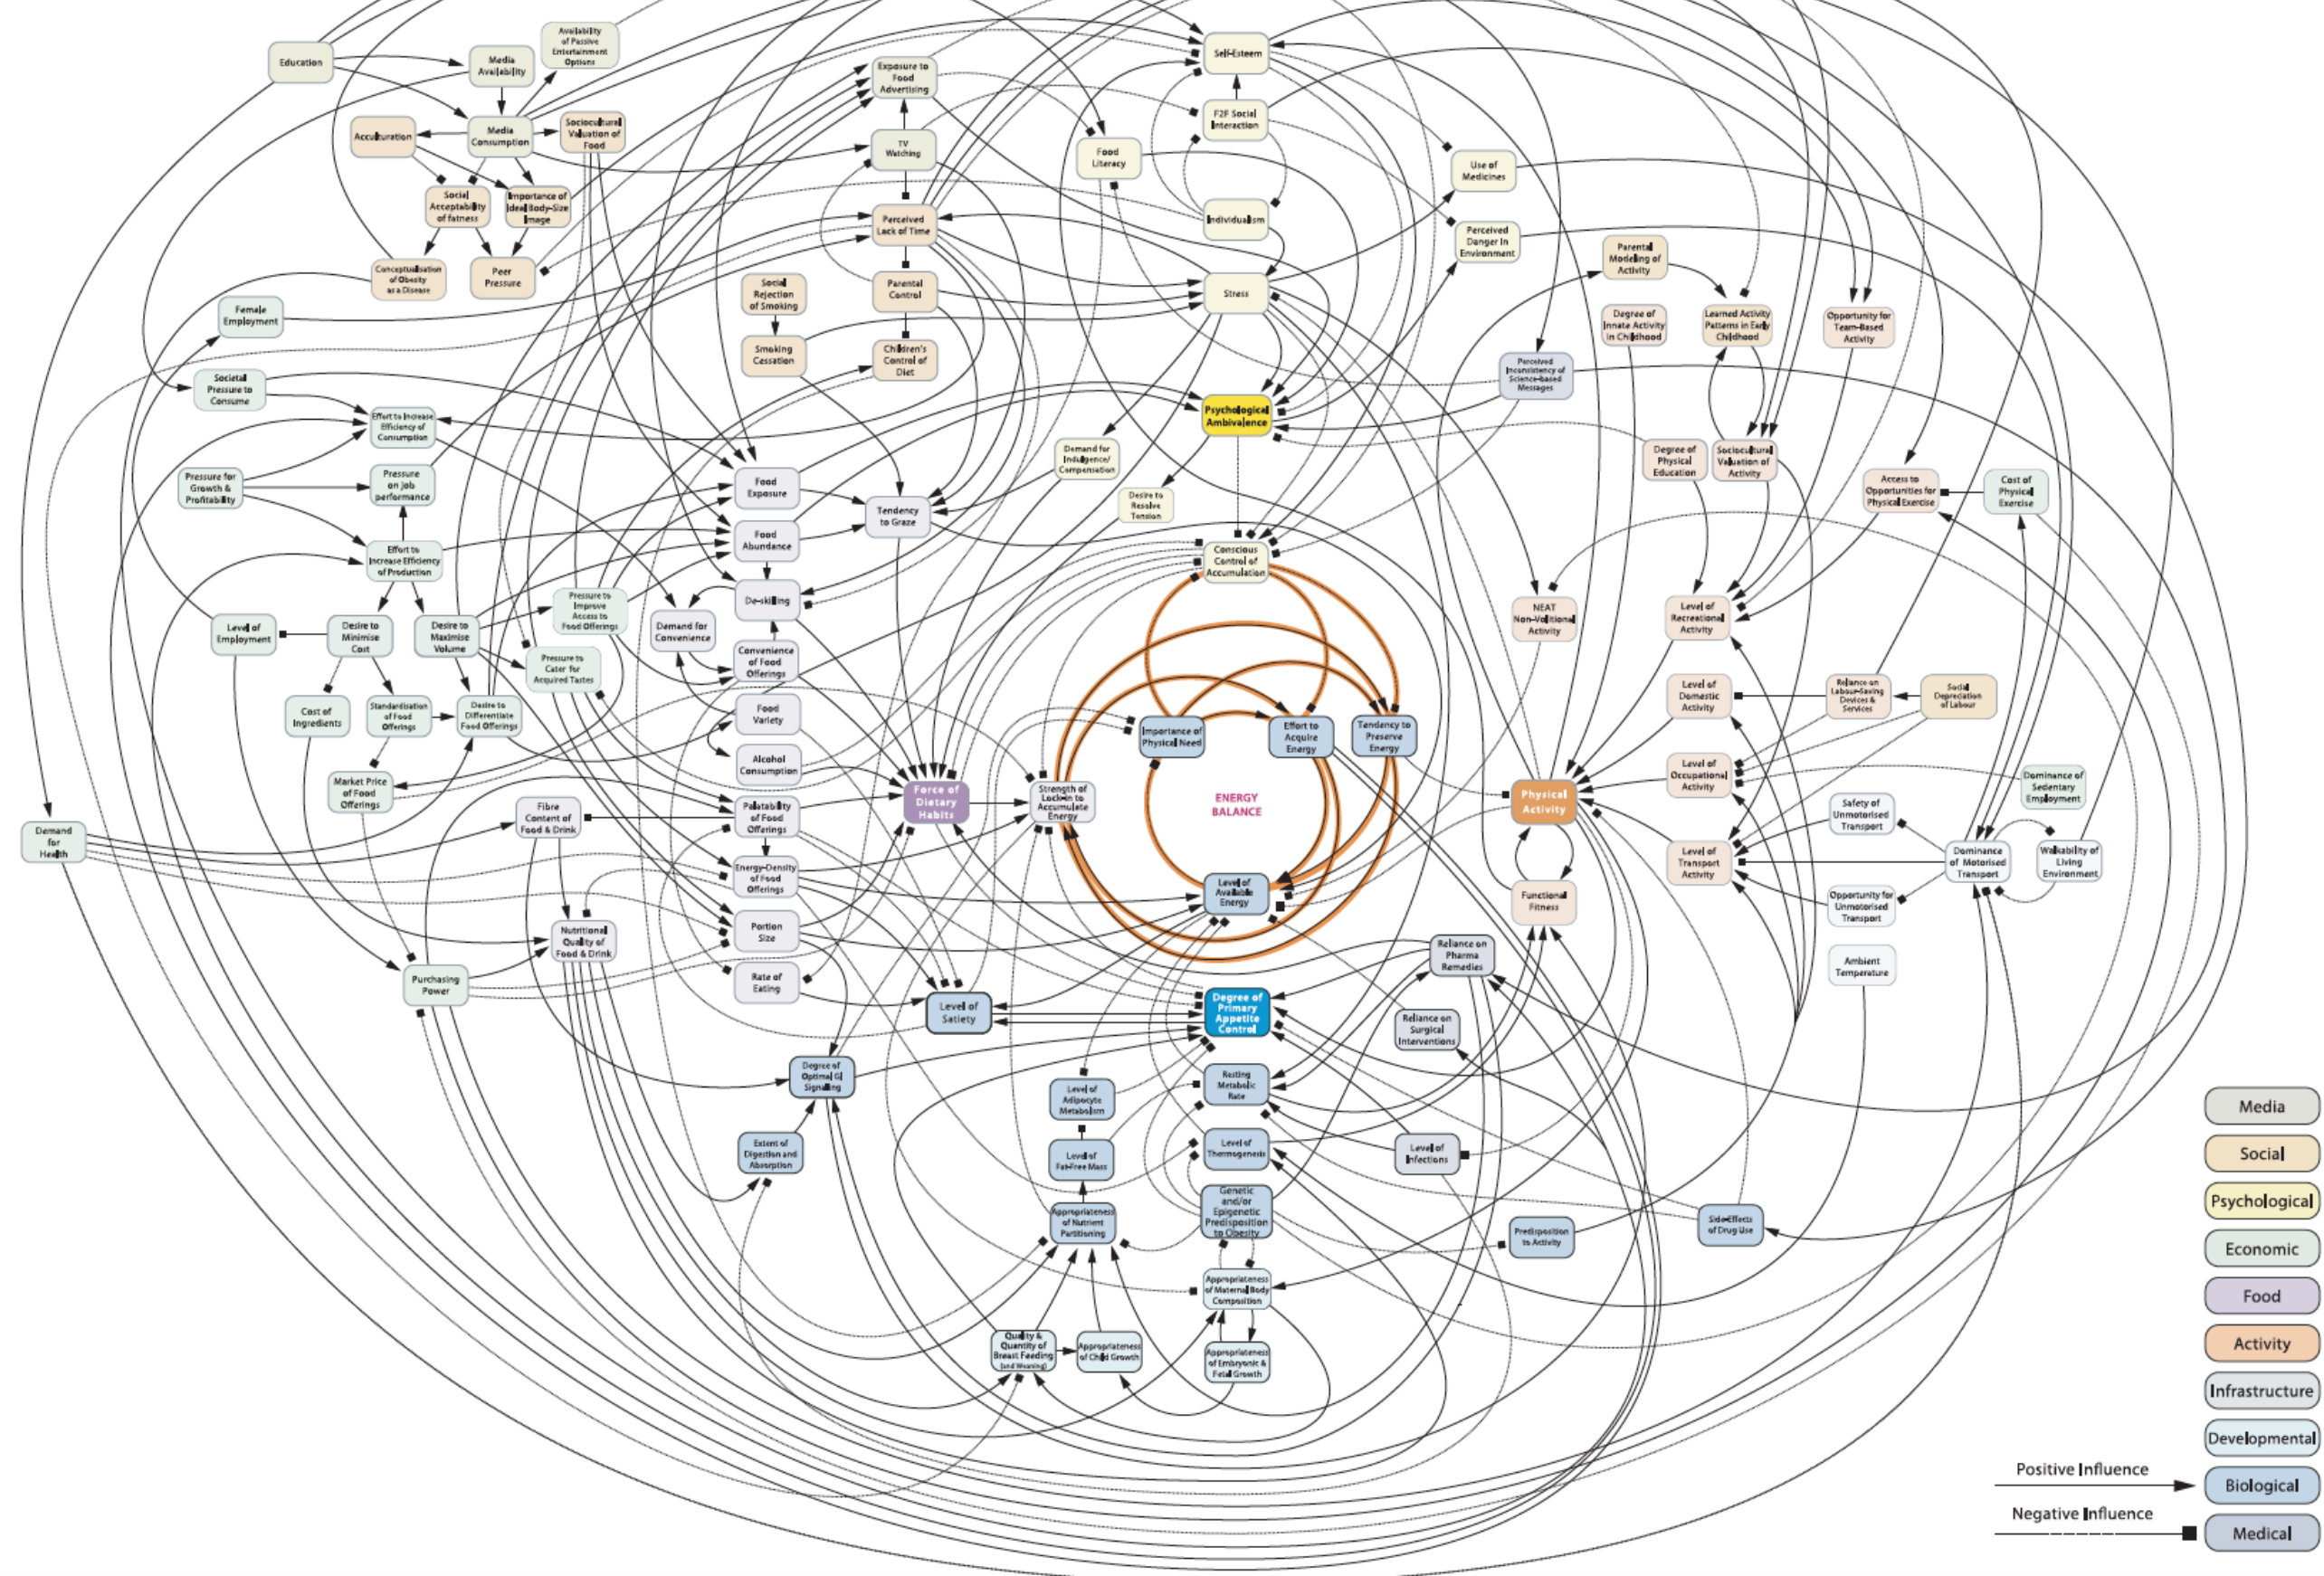 Education
Media
Availability
Availability
of Passive
Entertainment
Options
Media
Consumption
Acculturation
Sociocultural
Valuation of
Food
Social
Acceptability
of fatness
Importance of
Ideal Body-Size
Image
Conceptualisation
of Obesity
as a Disease
Peer
Pressure
Exposure to
Food
Advertising
TV
Watching
Perceived
Lack of Time
Parental
Control
Children's
Control of
Diet
Social
Rejection
of Smoking
Smoking
Cessation
Female
Employment
Societal
Pressure to
Consume
Effort to Increase
Efficiency of
Consumption
Pressure for
Growth &
Profitability
Pressure
on Job
performance
Effort to
Increase Efficiency
of Production
Level of
Employment
Desire to
Minimise
Cost
Desire to
Maximise
Volume
Pressure to
Improve
Access to
Food Offerings
Pressure to
Cater for
Acquired Tastes
Cost of
Ingredients
Standardisation
of Food
Offerings
Desire to
Differentiate
Food Offerings
Market Price
of Food
Offerings
Demand
for
Health
Purchasing
Power
Fibre
Content of
Food & Drink
Nutritional
Quality of
Food & Drink
Food
Exposure
Food
Abundance
De-skilling
Demand for
Convenience
Convenience
of Food
Offerings
Food
Variety
Alcohol
Consumption
Palatability
of Food
Offerings
Energy-Density
of Food
Offerings
Portion
Size
Rate of
Eating
Tendency
to Graze
Force of
Dietary
Habits
Strength of
Lock-in to
Accumulate
Energy
Level of
Satiety
Degree of
Optimal GI
Signalling
Extent of
Digestion and
Absorption
Self-Esteem
F2F Social
Interaction
Food
Literacy
Individualism
Stress
Use of
Medicines
Perceived
Danger In
Environment
Psychological
Ambivalence
Demand for
Indulgence/
Compensation
Desire to
Resolve
Tension
Conscious
Control of
Accumulation
Perceived
Inconsistency of
Science-based
Messages
Importance of
Physical Need
Effort to
Acquire
Energy
Tendency to
Preserve
Energy
ENERGY
BALANCE
Level of
Available
Energy
Degree of
Primary
Appetite
Control
Resting
Metabolic
Rate
Level of
Thermogenesis
Genetic
and/or
Epigenetic
Predisposition
to Obesity
Level of
Adipocyte
Metabolism
Level of
Fat-Free Mass
Appropriateness
of Nutrient
Partitioning
Appropriateness
of Maternal Body
Composition
Appropriateness
of Embryonic &
Fetal Growth
Quality &
Quantity of
Breast Feeding
(and Weaning)
Appropriateness
of Child Growth
Reliance on
Pharma
Remedies
Reliance on
Surgical
Interventions
Level of
Infections
Predisposition
to Activity
Side-Effects
of Drug Use
Physical
Activity
Functional
Fitness
NEAT
Non-Volitional
Activity
Parental
Modeling of
Activity
Degree of
Innate Activity
in Childhood
Learned Activity
Patterns in Early
Childhood
Opportunity for
Team-Based
Activity
Degree of
Physical
Education
Sociocultural
Valuation of
Activity
Access to
Opportunities for
Physical Exercise
Cost of
Physical
Exercise
Level of
Recreational
Activity
Level of
Domestic
Activity
Reliance on
Labour-Saving
Devices &
Services
Social
Depreciation
of Labour
Level of
Occupational
Activity
Dominance of
Sedentary
Employment
Safety of
Unmotorised
Transport
Level of
Transport
Activity
Dominance
of Motorised
Transport
Walkability of
Living
Environment
Opportunity for
Unmotorised
Transport
Ambient
Temperature
Media
Social
Psychological
Economic
Food
Activity
Infrastructure
Developmental
Biological
Medical
Positive Influence
Negative Influence